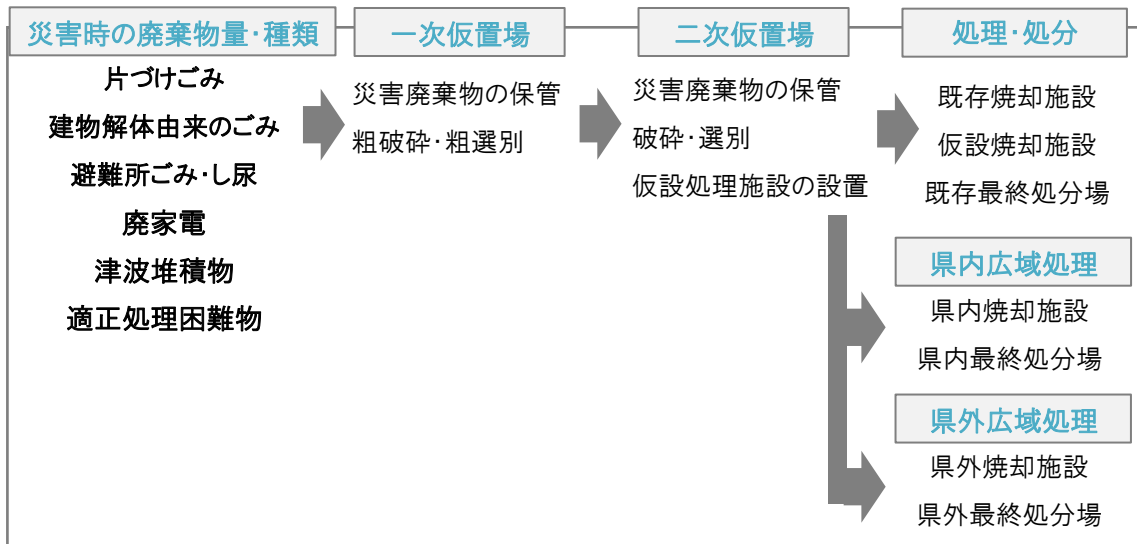 災害時の廃棄物量･種類
片づけごみ
建物解体由来のごみ
避難所ごみ･し尿
廃家電
津波堆積物
適正処理困難物
一次仮置場
災害廃棄物の保管
粗破砕･粗選別
二次仮置場
災害廃棄物の保管
破砕･選別
仮設処理施設の設置
処理･処分
既存焼却施設
仮設焼却施設
既存最終処分場
県内広域処理
県内焼却施設
県内最終処分場
県外広域処理
県外焼却施設
県外最終処分場